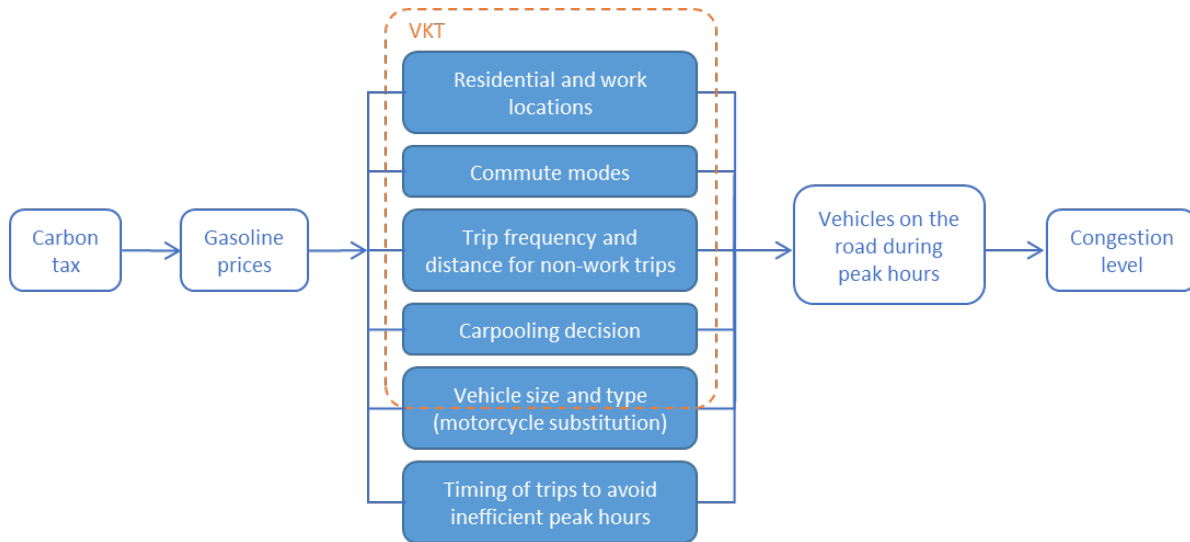 VKT
Residential and work
locations
Commute modes
Trip frequency and
distance for non-work trips
Carpooling decision
Vehicle size and type
(motorcycle substitution)
Timing of trips to avoid
inefficient peak hours
Carbon
tax
Gasoline
prices
Vehicles on the
road during
peak hours
Congestion
level